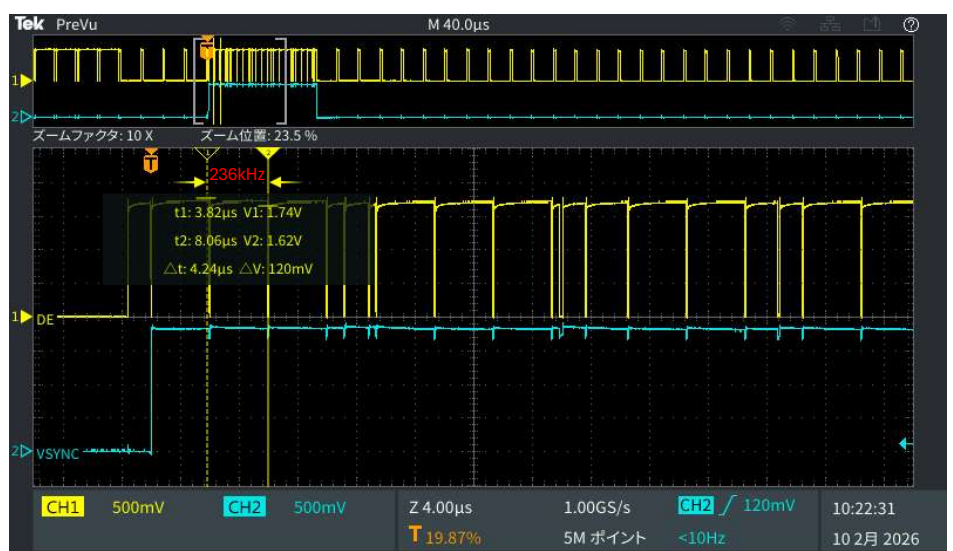 Tek PreVu M 40.0μs
T
1
2
ズームファクタ: 10 X ズーム位置: 23.5 %
T 1 2
236kHz
t1: 3.82μs V1: 1.74V
t2: 8.06μs V2: 1.62V
△t: 4.24μs △V: 120mV
1 DE
2 VSYNC
CH1 500mV CH2 500mV Z 4.00μs 1.00GS/s CH2 120mV 10:22:31
T 19.87% 5M ポイント <10Hz 10 2月 2026